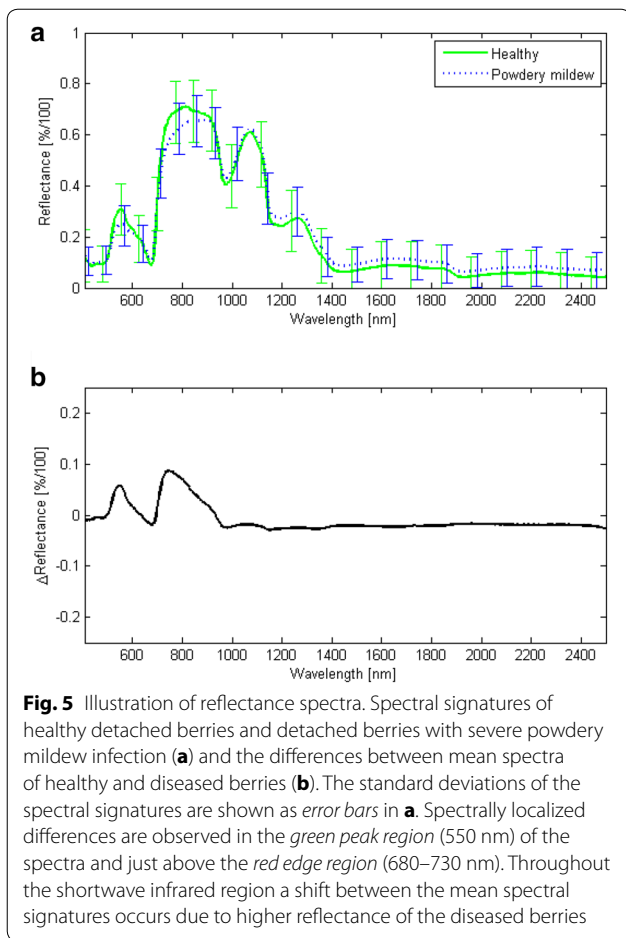 a
Healthy
Powdery mildew
1
0.8
0.6
0.4
0.2
0
Reflectance [%/100]
600 800 1000 1200 1400 1600 1800 2000 2200 2400
Wavelength [nm]
b
0.2
0.1
0
-0.1
-0.2
ΔReflectance [%/100]
600 800 1000 1200 1400 1600 1800 2000 2200 2400
Wavelength [nm]
Fig. 5 Illustration of reflectance spectra. Spectral signatures of
healthy detached berries and detached berries with severe powdery
mildew infection (a) and the differences between mean spectra
of healthy and diseased berries (b). The standard deviations of the
spectral signatures are shown as error bars in a. Spectrally localized
differences are observed in the green peak region (550 nm) of the
spectra and just above the red edge region (680–730 nm). Throughout
the shortwave infrared region a shift between the mean spectral
signatures occurs due to higher reflectance of the diseased berries